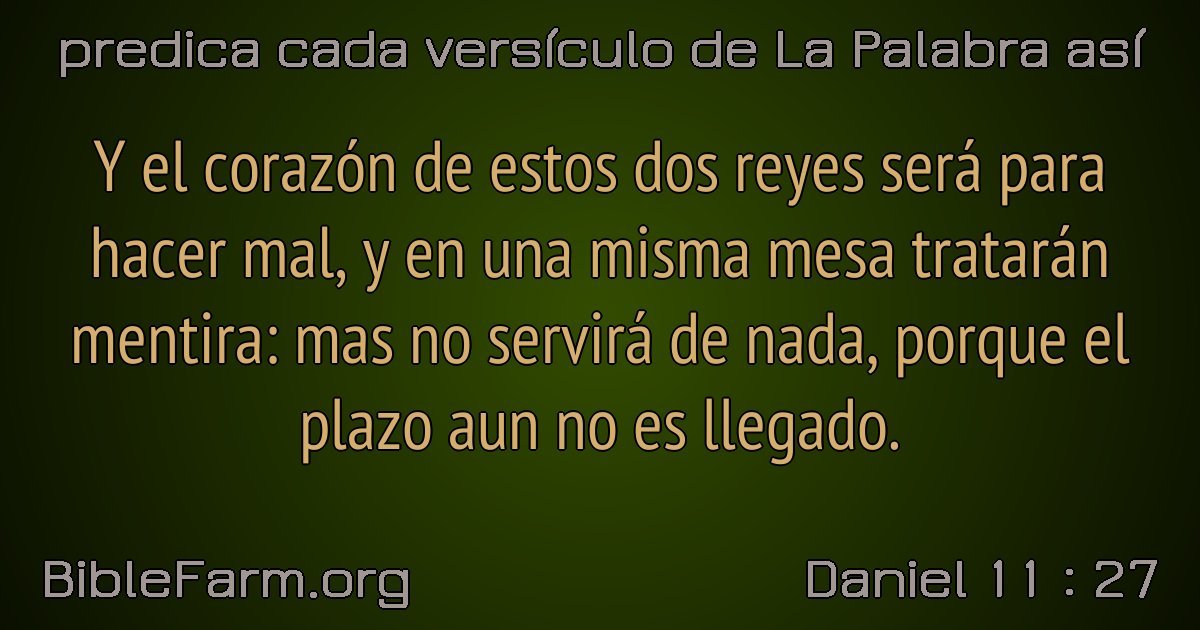 predica cada versículo de La Palabra así
Y el corazón de estos dos reyes será para
hacer mal, y en una misma mesa tratarán
mentira: mas no servirá de nada, porque el
plazo aun no es llegado.
BibleFarm.org
Daniel 11 : 27